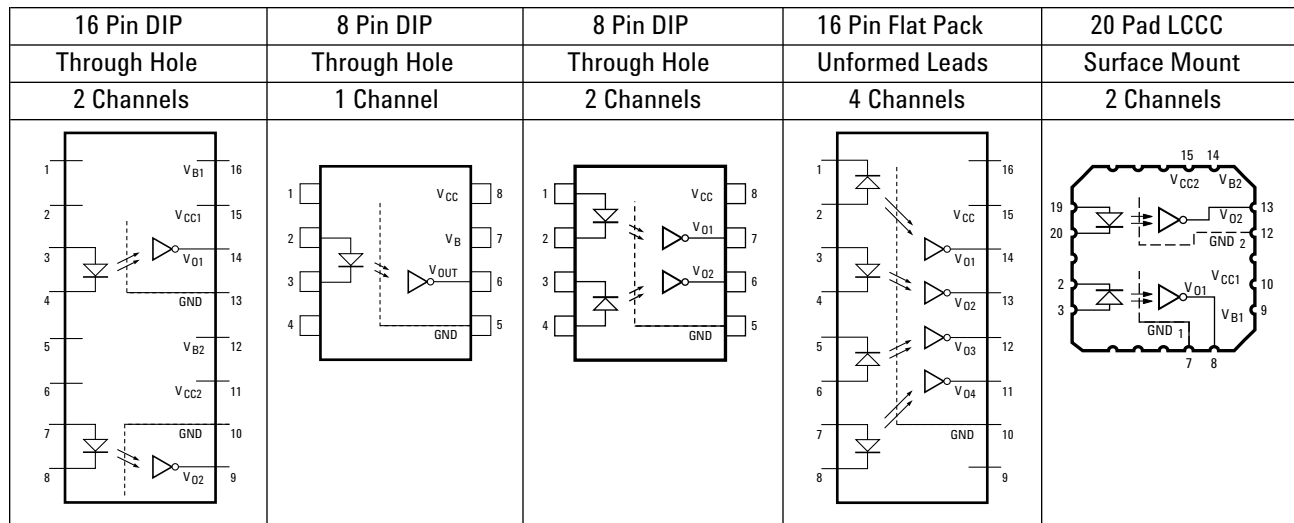 16 Pin DIP 8 Pin DIP 8 Pin DIP 16 Pin Flat Pack 20 Pad LCCC
Through Hole Through Hole Through Hole Unformed Leads Surface Mount
2 Channels 1 Channel 2 Channels 4 Channels 2 Channels
1 VB1 16
2 VCC1 15
3 VO1 14
4 GND 13
5 VB2 12
6 VCC2 11
7 GND 10
8 VO2 9
1 VCC 8
2 VB 7
3 VOUT 6
4 GND 5
1 VCC 8
2 VO1 7
3 VO2 6
4 GND 5
1 16
2 VCC 15
3 VO1 14
4 VO2 13
5 VO3 12
6 VO4 11
7 GND 10
8 9
15 14
VCC2 VB2
19 VO2 13
20 GND 2 12
2 VO1 VCC1 10
3 GND 1 VB1 9
7 8